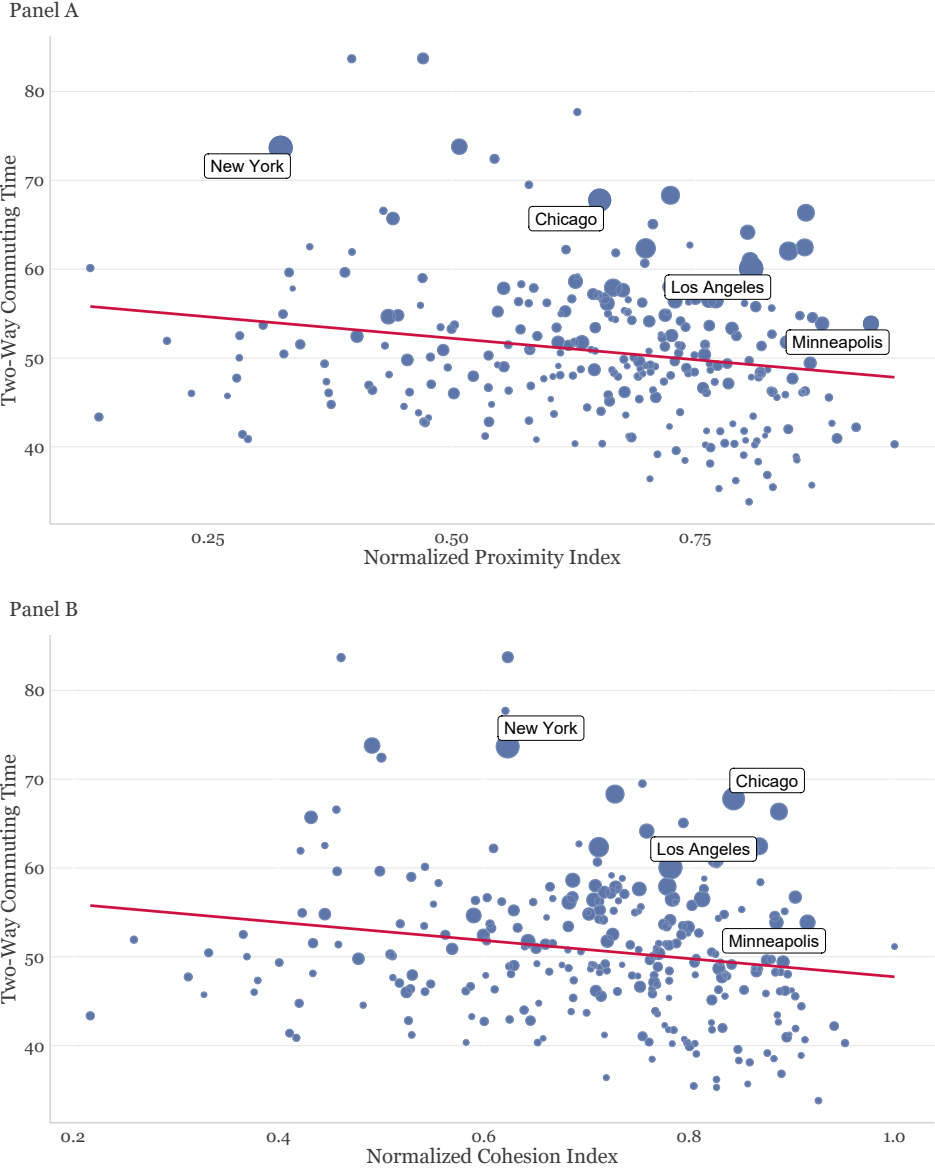 Panel A
80
70
60
50
40
Two-Way Commuting Time
New York
Chicago
Los Angeles
Minneapolis
0.25
0.50
0.75
Normalized Proximity Index
Panel B
80
70
60
50
40
Two-Way Commuting Time
New York
Chicago
Los Angeles
Minneapolis
0.2
0.4
0.6
0.8
1.0
Normalized Cohesion Index